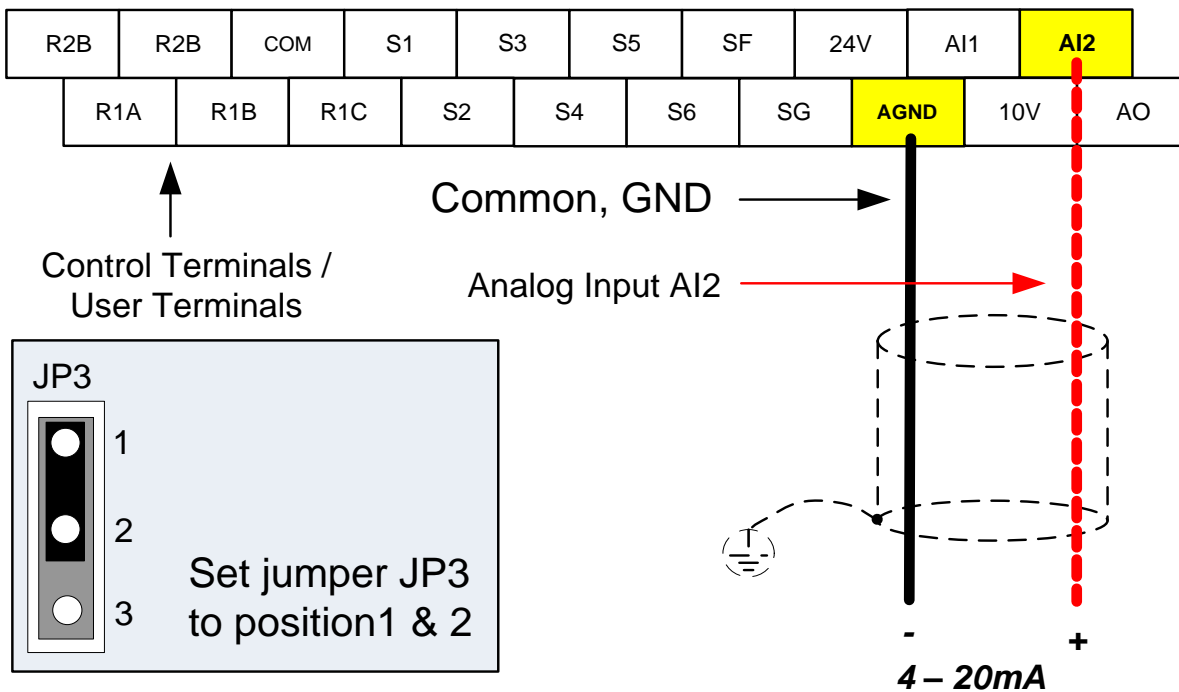 R2B R2B COM S1 S3 S5 SF 24V AI1 AI2
R1A R1B R1C S2 S4 S6 SG AGND 10V AO
Common, GND
Control Terminals /
User Terminals
Analog Input AI2
JP3
1
2
3
Set jumper JP3
to position1 & 2
- +
4 – 20mA